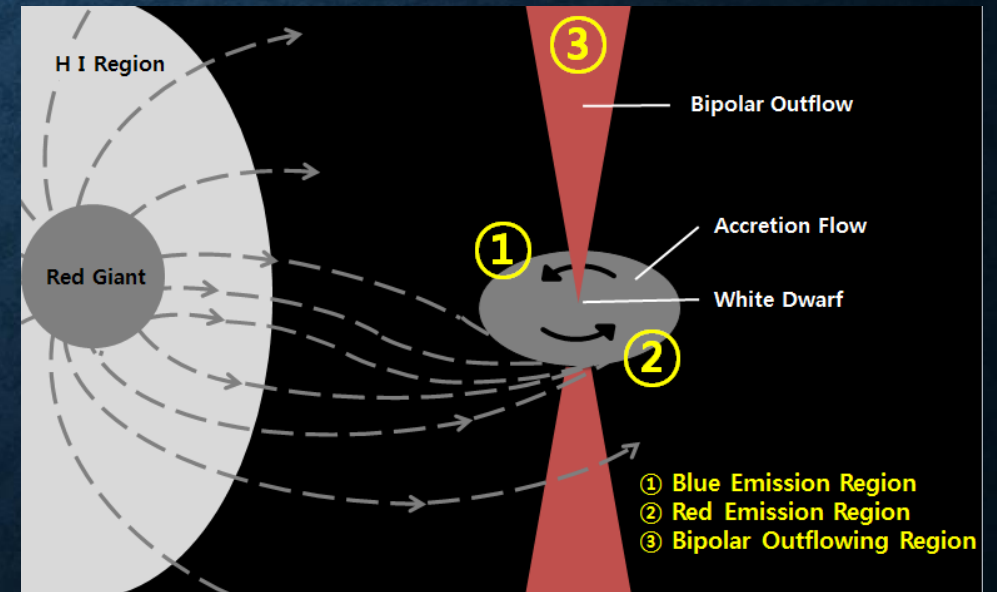 ③
H I Region
Bipolar Outflow
Accretion Flow
①
Red Giant
White Dwarf
②
① Blue Emission Region
② Red Emission Region
③ Bipolar Outflowing Region